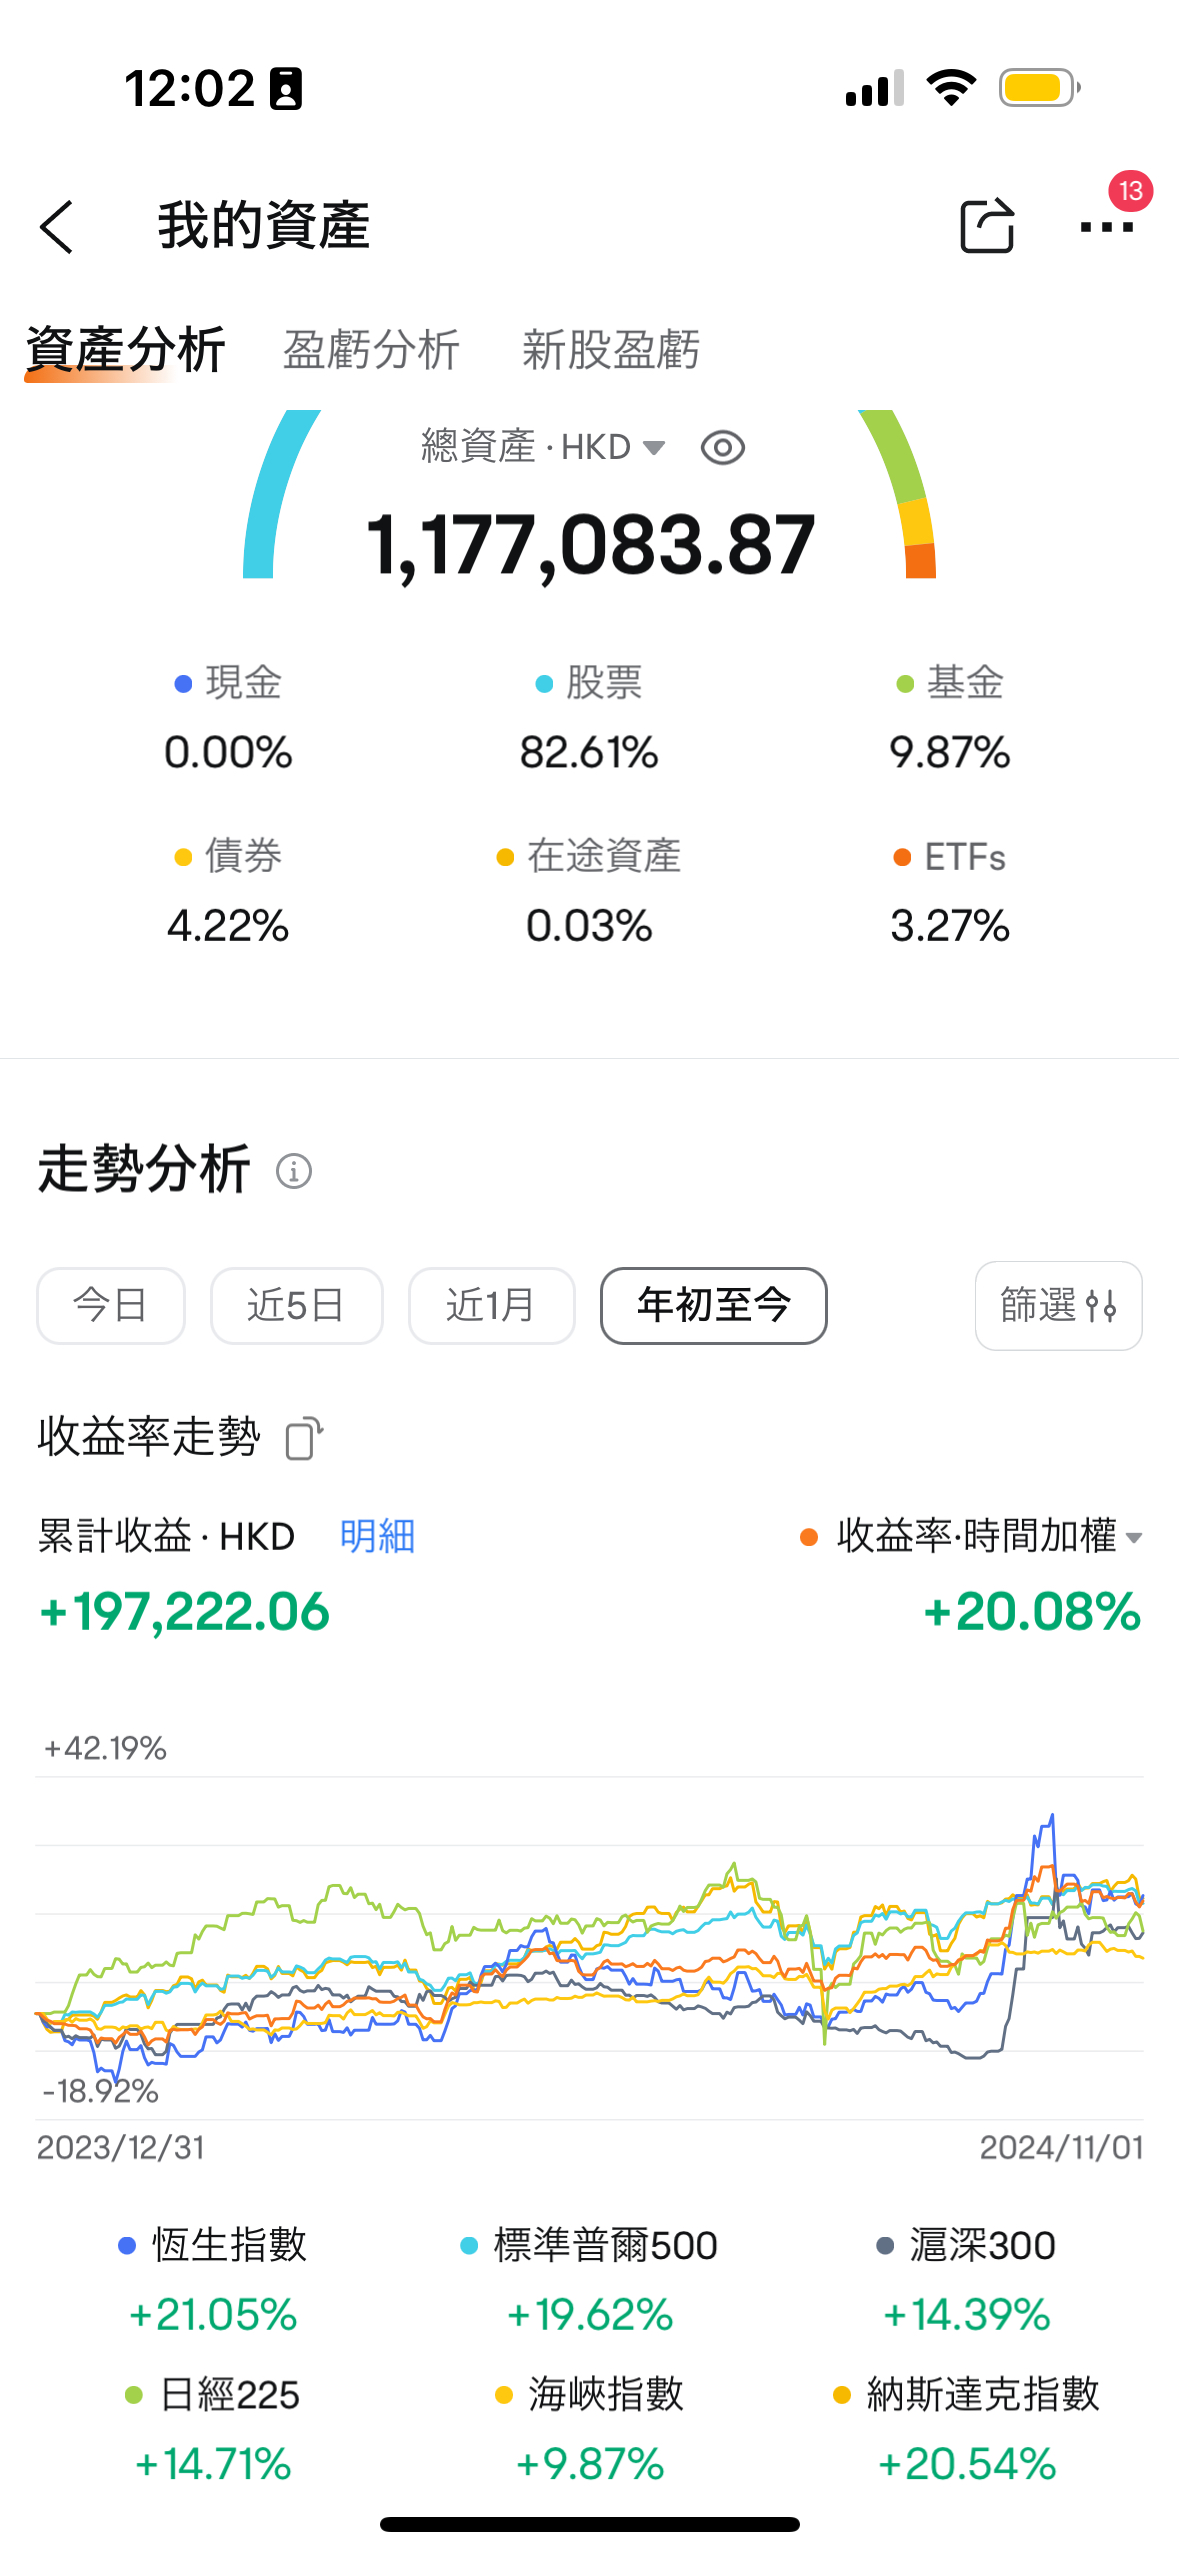 12:02
13
我的資產
資產分析 盈虧分析 新股盈虧
總資產 · HKD
1,177,083.87
現金 股票 基金
0.00% 82.61% 9.87%
債券 在途資產 ETFs
4.22% 0.03% 3.27%
走勢分析
今日 近5日 近1月 年初至今 篩選
收益率走勢
累計收益 · HKD 明細 收益率·時間加權
+197,222.06 +20.08%
+42.19%
-18.92%
2023/12/31 2024/11/01
恆生指數 標準普爾500 滬深300
+21.05% +19.62% +14.39%
日經225 海峽指數 納斯達克指數
+14.71% +9.87% +20.54%